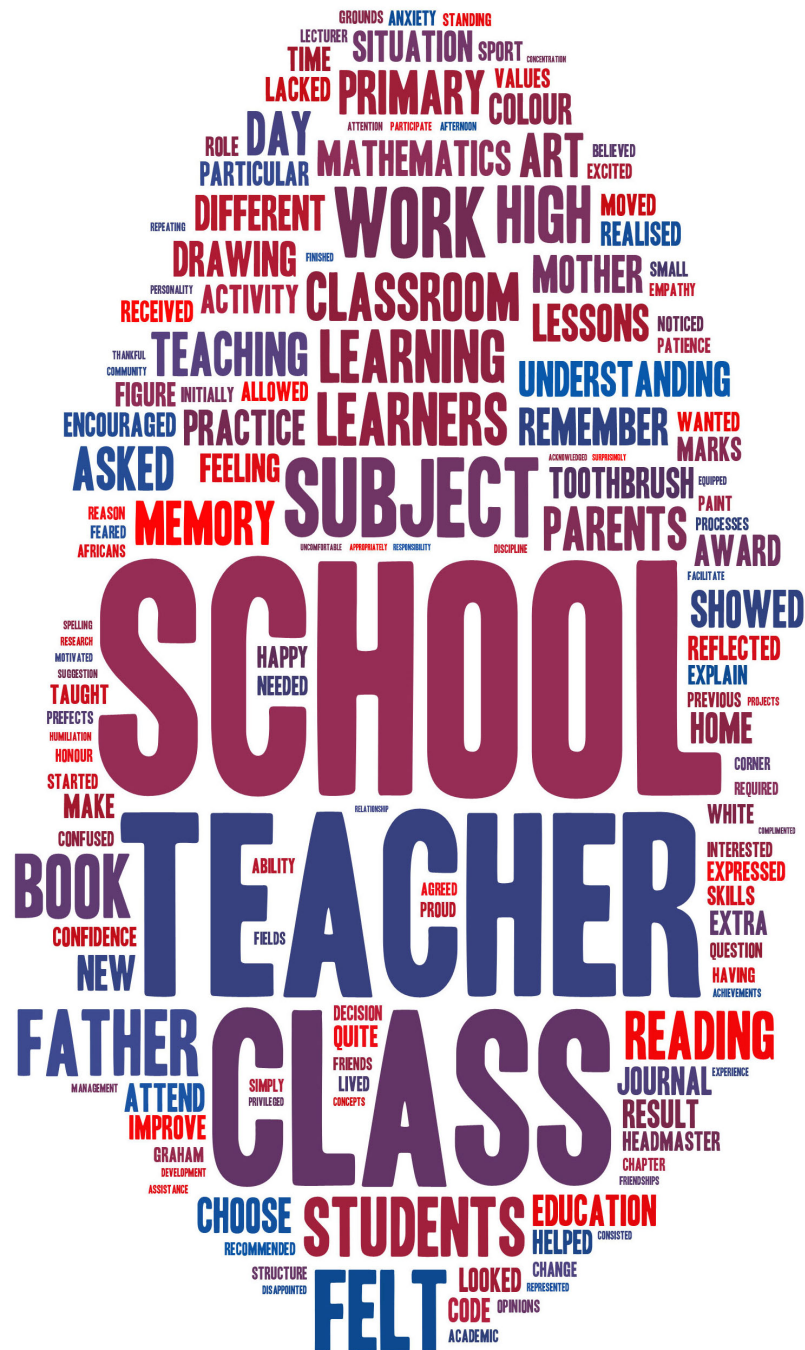 GROUNDS ANXIETY STANDING
LECTURER SITUATION SPORT CONCENTRATION
TIME
LACKED PRIMARY VALUES
COLOUR
ATTENTION PARTICIPATE AFTERNOON
ROLE DAY MATHEMATICS ART BELIEVED
PARTICULAR EXCITED
DIFFERENT WORK HIGH MOVED
REPEATING REALISED
DRAWING FINISHED
MOTHER SMALL
PERSONALITY EMPATHY
RECEIVED ACTIVITY CLASSROOM
LESSONS NOTICED
PATIENCE
THANKFUL TEACHING LEARNING
COMMUNITY UNDERSTANDING
FIGURE INITIALLY ALLOWED
ENCOURAGED PRACTICE LEARNERS REMEMBER WANTED
MARKS
ASKED FEELING SUBJECT ACKNOWLEDGED SURPRISINGLY
TOOTHBRUSH EQUIPPED
REASON MEMORY PARENTS PAINT
FEARED PROCESSES
AFRICANS UNCOMFORTABLE APPROPRIATELY RESPONSIBILITY DISCIPLINE AWARD
FACILITATE
SCHOOL SHOWED
SPELLING
RESEARCH HAPPY REFLECTED
MOTIVATED
SUGGESTION NEEDED EXPLAIN
TAUGHT PREVIOUS PROJECTS
PREFECTS HOME
HUMILIATION
HONOUR CORNER
STARTED REQUIRED
MAKE RELATIONSHIP WHITE
CONFUSED COMPLIMENTED
TEACHER INTERESTED
BOOK ABILITY EXPRESSED
AGREED SKILLS
PROUD EXTRA
CONFIDENCE FIELDS QUESTION
NEW HAVING
ACHIEVEMENTS
FATHER CLASS DECISION READING
QUITE
FRIENDS EXPERIENCE
MANAGEMENT SIMPLY LIVED JOURNAL
ATTEND PRIVILEGED CONCEPTS RESULT
IMPROVE HEADMASTER
GRAHAM CHAPTER
DEVELOPMENT FRIENDSHIPS
ASSISTANCE
CHOOSE STUDENTS EDUCATION
RECOMMENDED HELPED CONSISTED
STRUCTURE FELT LOOKED CHANGE
DISAPPOINTED REPRESENTED
CODE OPINIONS
ACADEMIC